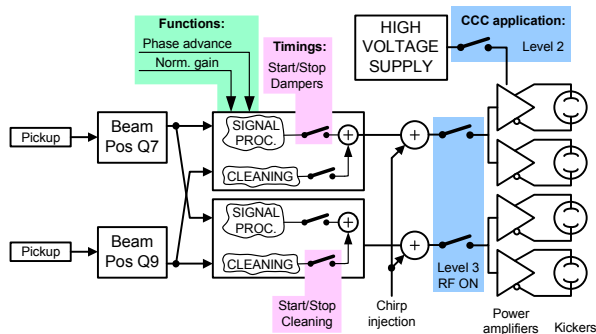 Functions:
Phase advance
Norm. gain
Timings:
Start/Stop
Dampers
HIGH
VOLTAGE
SUPPLY
CCC application:
Level 2
Pickup
Beam
Pos Q7
SIGNAL
PROC.
CLEANING
Pickup
Beam
Pos Q9
SIGNAL
PROC.
CLEANING
Start/Stop
Cleaning
Chirp
injection
Level 3
RF ON
Power
amplifiers
Kickers